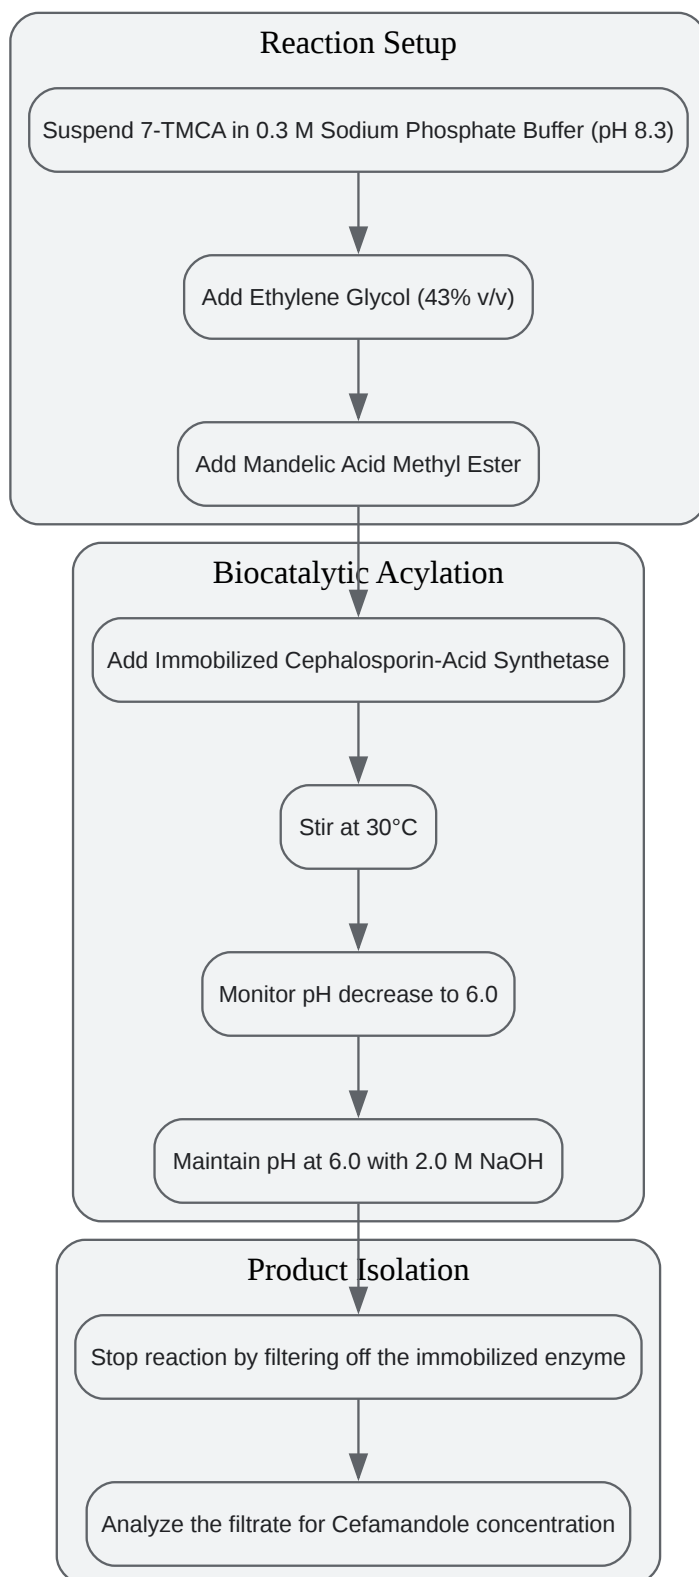 Reaction Setup
Suspend 7-TMCA in 0.3 M Sodium Phosphate Buffer (pH 8.3)
Add Ethylene Glycol (43% v/v)
Add Mandelic Acid Methyl Ester
Biocatalytic Acylation
Add Immobilized Cephalosporin-Acid Synthetase
Stir at 30°C
Monitor pH decrease to 6.0
Maintain pH at 6.0 with 2.0 M NaOH
Product Isolation
Stop reaction by filtering off the immobilized enzyme
Analyze the filtrate for Cefamandole concentration